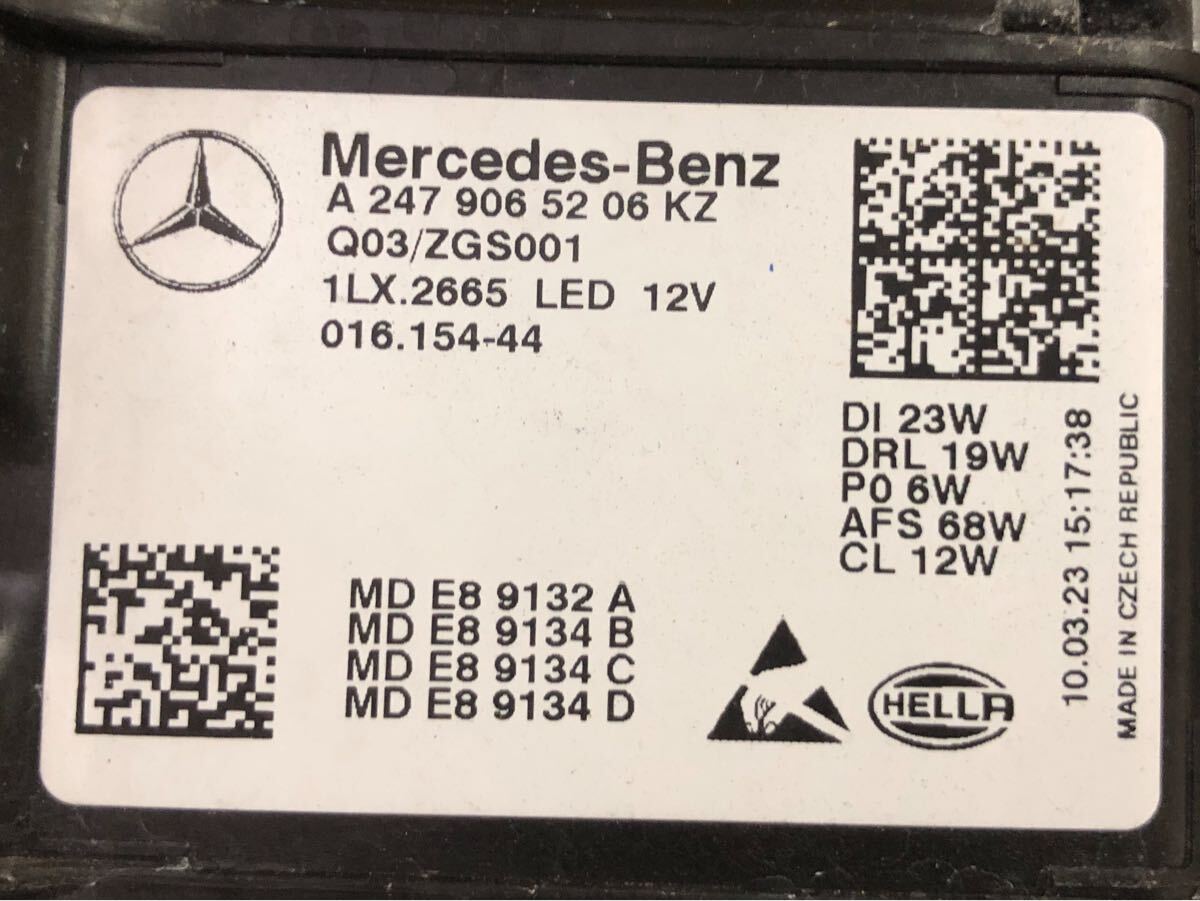 Mercedes-Benz
A 247 906 52 06 KZ
Q03/ZGS001
1LX.2665 LED 12V
016.154-44
DI 23W
DRL 19W
P0 6W
AFS 68W
CL 12W
10.03.23 15:17:38
MADE IN CZECH REPUBLIC
MD E8 9132 A
MD E8 9134 B
MD E8 9134 C
MD E8 9134 D
HELLA